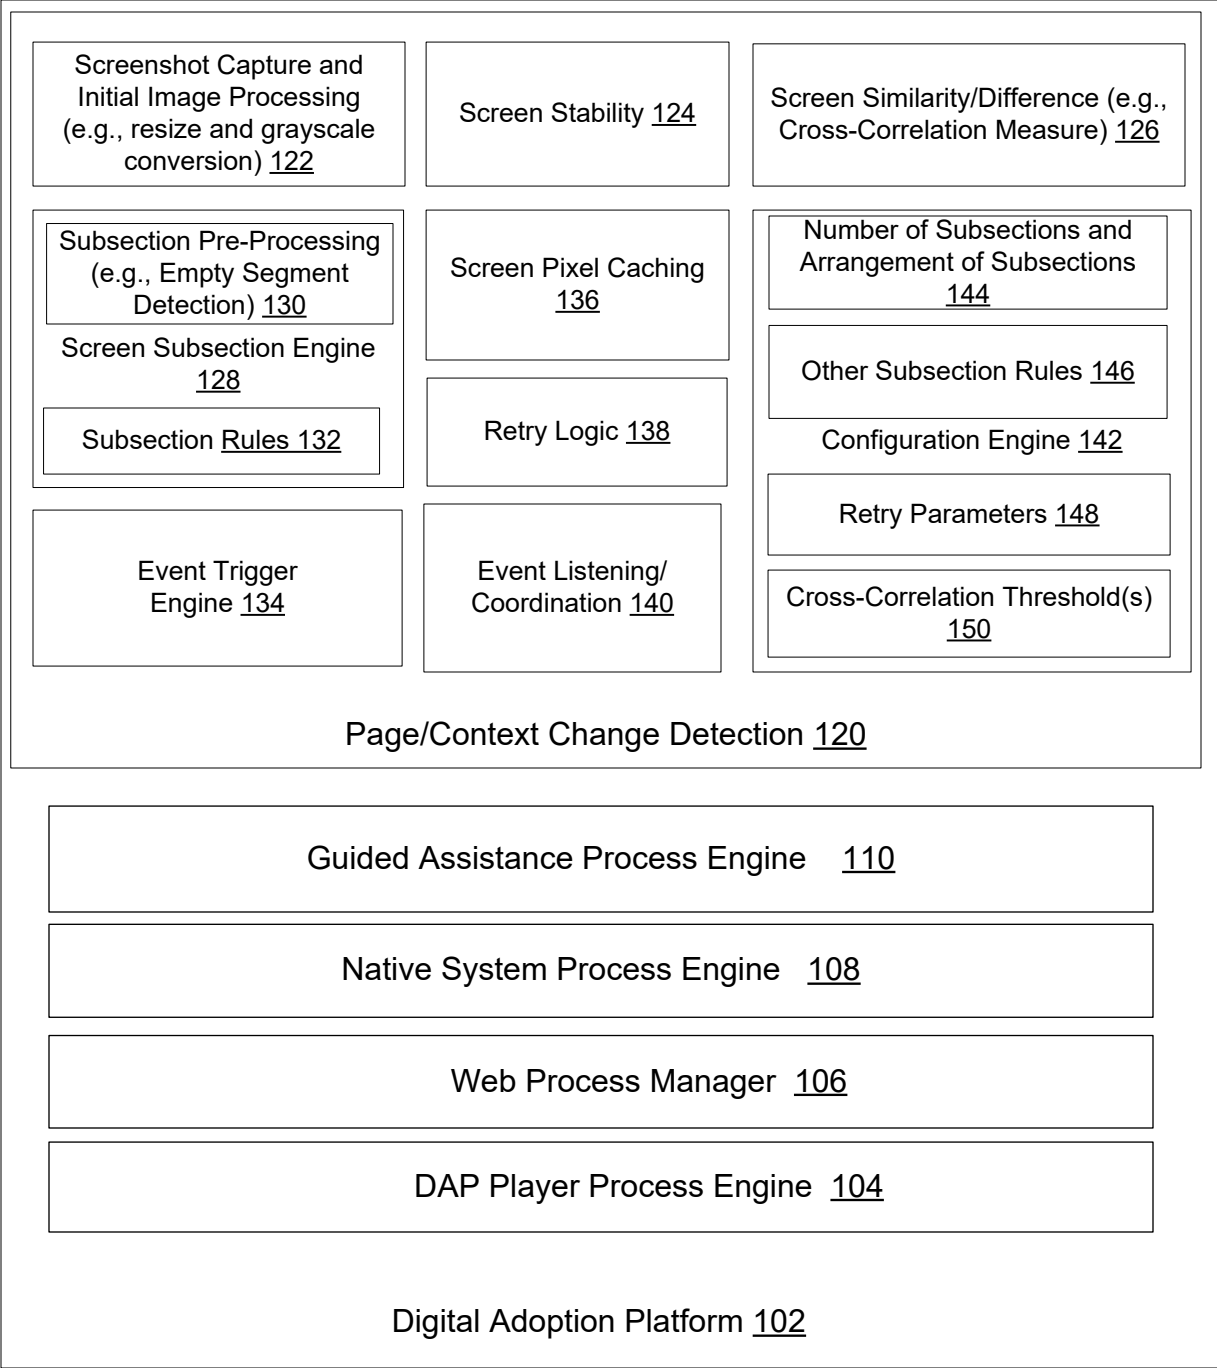 Screenshot Capture and
Initial Image Processing
(e.g., resize and grayscale
conversion) 122
Screen Stability 124
Screen Similarity/Difference (e.g.,
Cross-Correlation Measure) 126
Subsection Pre-Processing
(e.g., Empty Segment
Detection) 130
Screen Subsection Engine
128
Subsection Rules 132
Screen Pixel Caching
136
Retry Logic 138
Number of Subsections and
Arrangement of Subsections
144
Other Subsection Rules 146
Configuration Engine 142
Retry Parameters 148
Cross-Correlation Threshold(s)
150
Event Trigger
Engine 134
Event Listening/
Coordination 140
Page/Context Change Detection 120
Guided Assistance Process Engine 110
Native System Process Engine 108
Web Process Manager 106
DAP Player Process Engine 104
Digital Adoption Platform 102